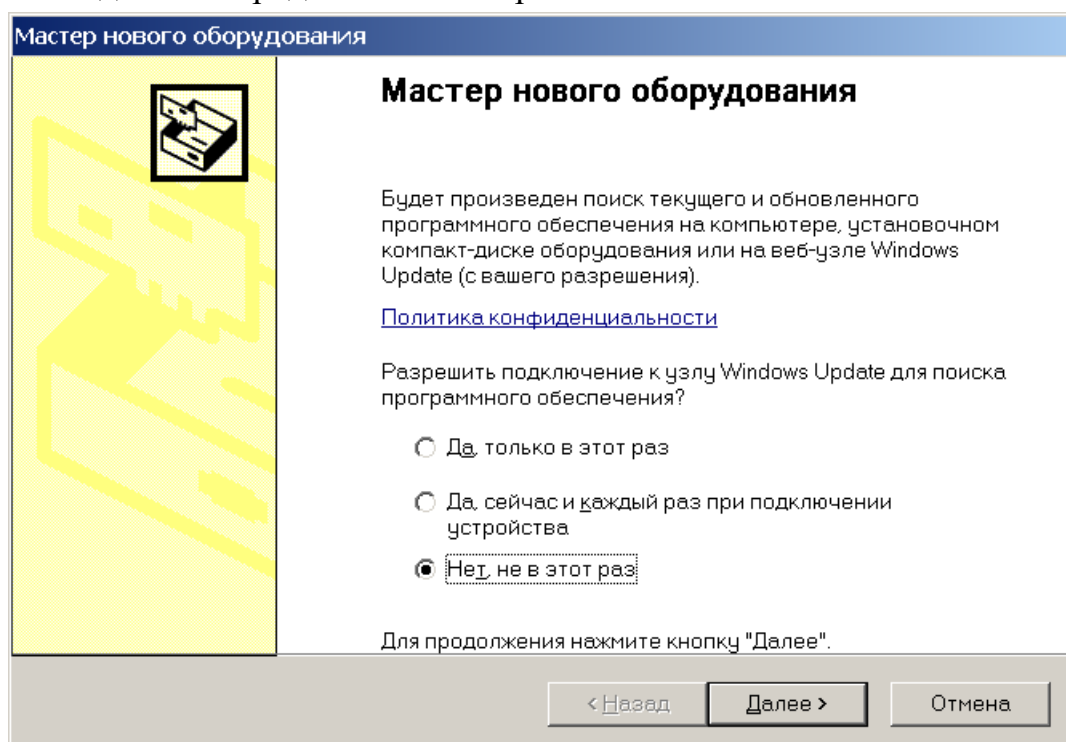 Мастер нового оборудования
Мастер нового оборудования
Будет произведен поиск текущего и обновленного
программного обеспечения на компьютере, установочном
компакт-диске оборудования или на веб-узле Windows
Update (с вашего разрешения).
Политика конфиденциальности
Разрешить подключение к узлу Windows Update для поиска
программного обеспечения?
Да, только в этот раз
Да, сейчас и каждый раз при подключении
устройства
Нет, не в этот раз
Для продолжения нажмите кнопку "Далее".
< Назад
Далее >
Отмена